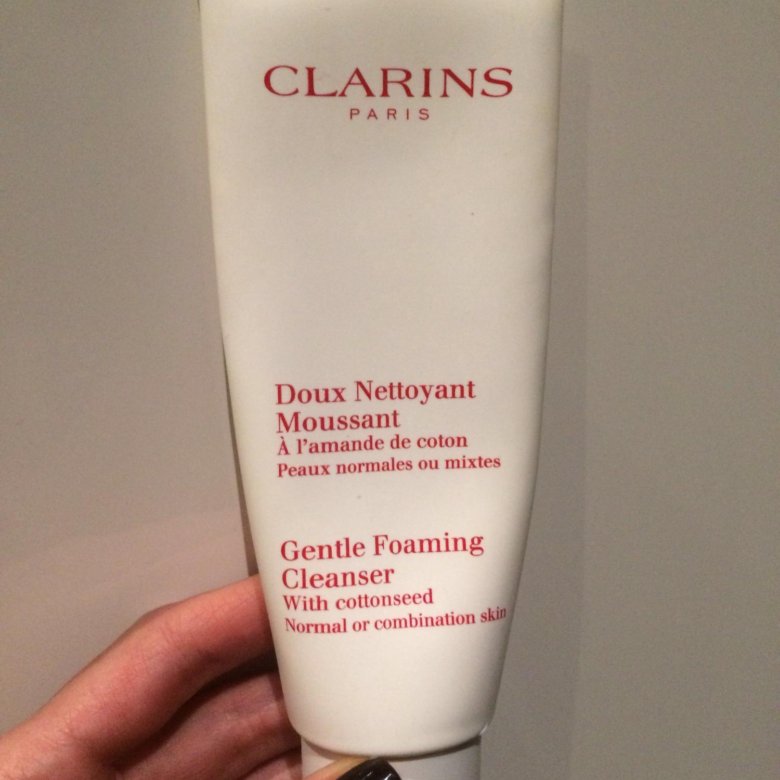 CLARINS
PARIS
Doux Nettoyant
Moussant
À l'amande de coton
Peaux normales ou mixtes
Gentle Foaming
Cleanser
With cottonseed
Normal or combination skin